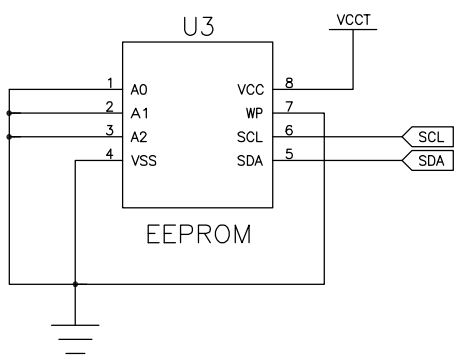 U3
VCCT
1 A0 VCC 8
2 A1 WP 7
3 A2 SCL 6 SCL
4 VSS SDA 5 SDA
EEPROM